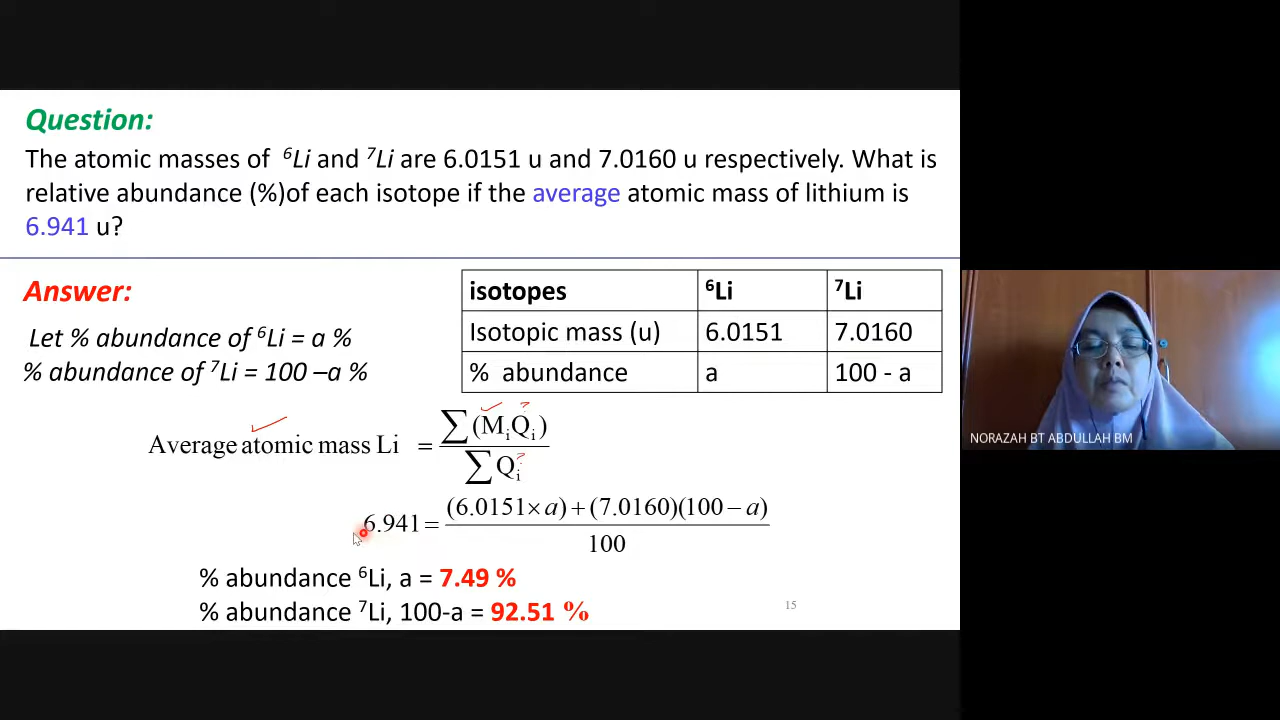 Question:
The atomic masses of ⁶Li and ⁷Li are 6.0151 u and 7.0160 u respectively. What is
relative abundance (%)of each isotope if the average atomic mass of lithium is
6.941 u?
Answer:
Let % abundance of ⁶Li = a %
% abundance of ⁷Li = 100 –a %
isotopes ⁶Li ⁷Li
Isotopic mass (u) 6.0151 7.0160
% abundance a 100 - a
Average atomic mass Li = ∑(MᵢQᵢ) / ∑Qᵢ
? ?
6.941 = (6.0151 × a) + (7.0160)(100 − a) / 100
% abundance ⁶Li, a = 7.49 %
% abundance ⁷Li, 100-a = 92.51 %
15
NORAZAH BT ABDULLAH BM